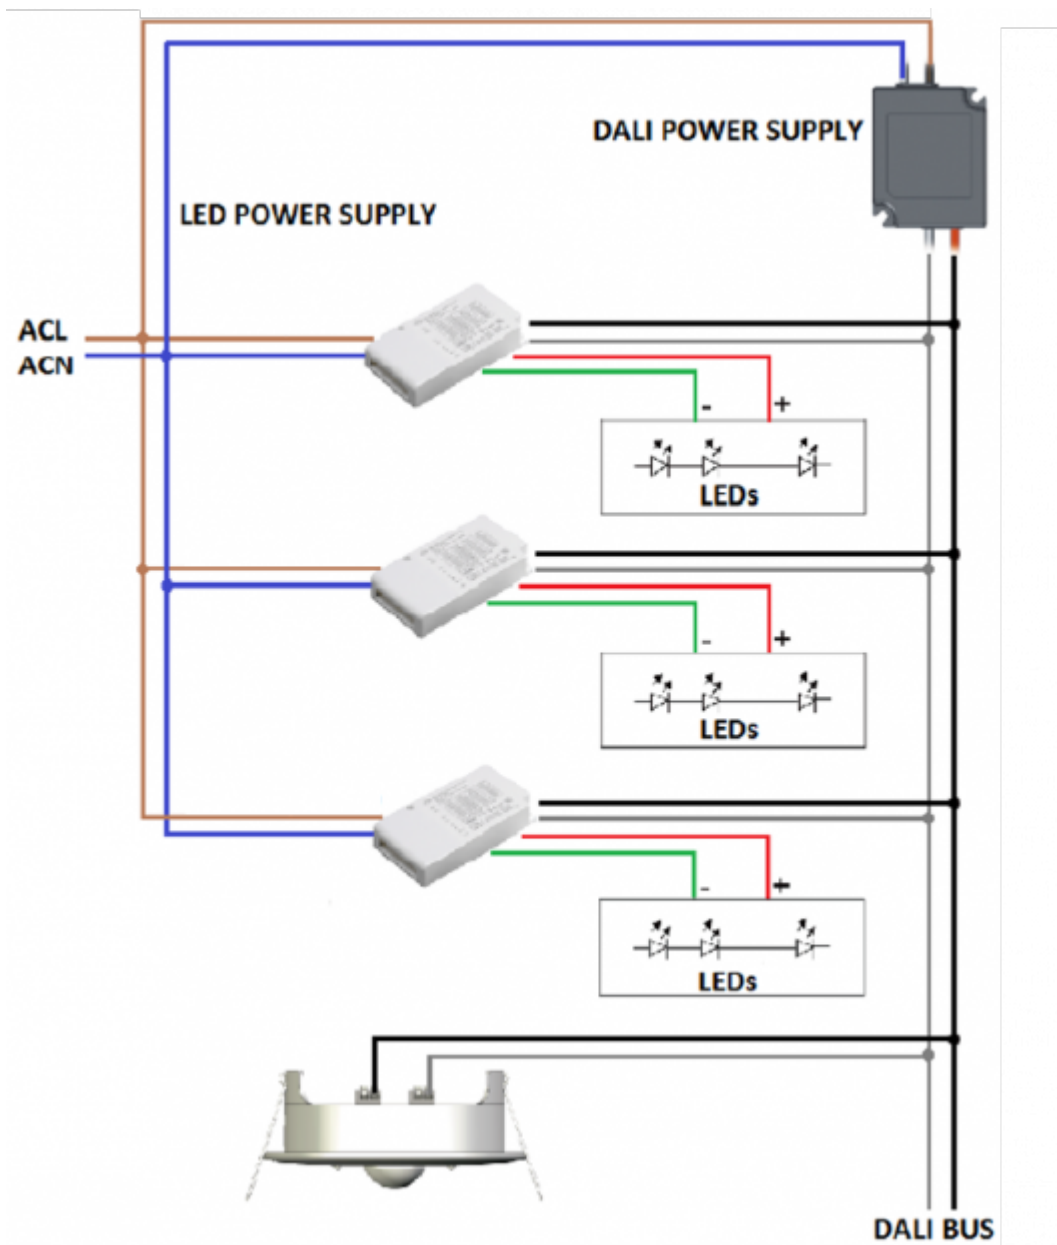 DALI POWER SUPPLY
LED POWER SUPPLY
ACL
ACN
- +
LEDs
- +
LEDs
- +
LEDs
DALI BUS